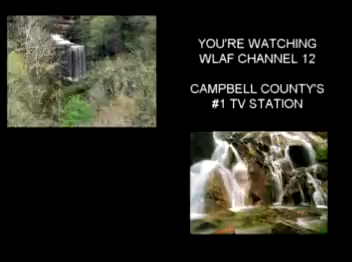 YOU'RE WATCHING
WLAF CHANNEL 12
CAMPBELL COUNTY'S
#1 TV STATION